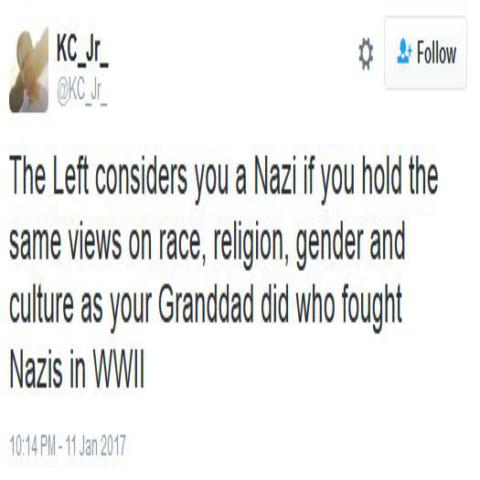 KC_Jr_
Follow
@KC_Jr_
The Left considers you a Nazi if you hold the
same views on race, religion, gender and
culture as your Granddad did who fought
Nazis in WWII
10:14 PM - 11 Jan 2017